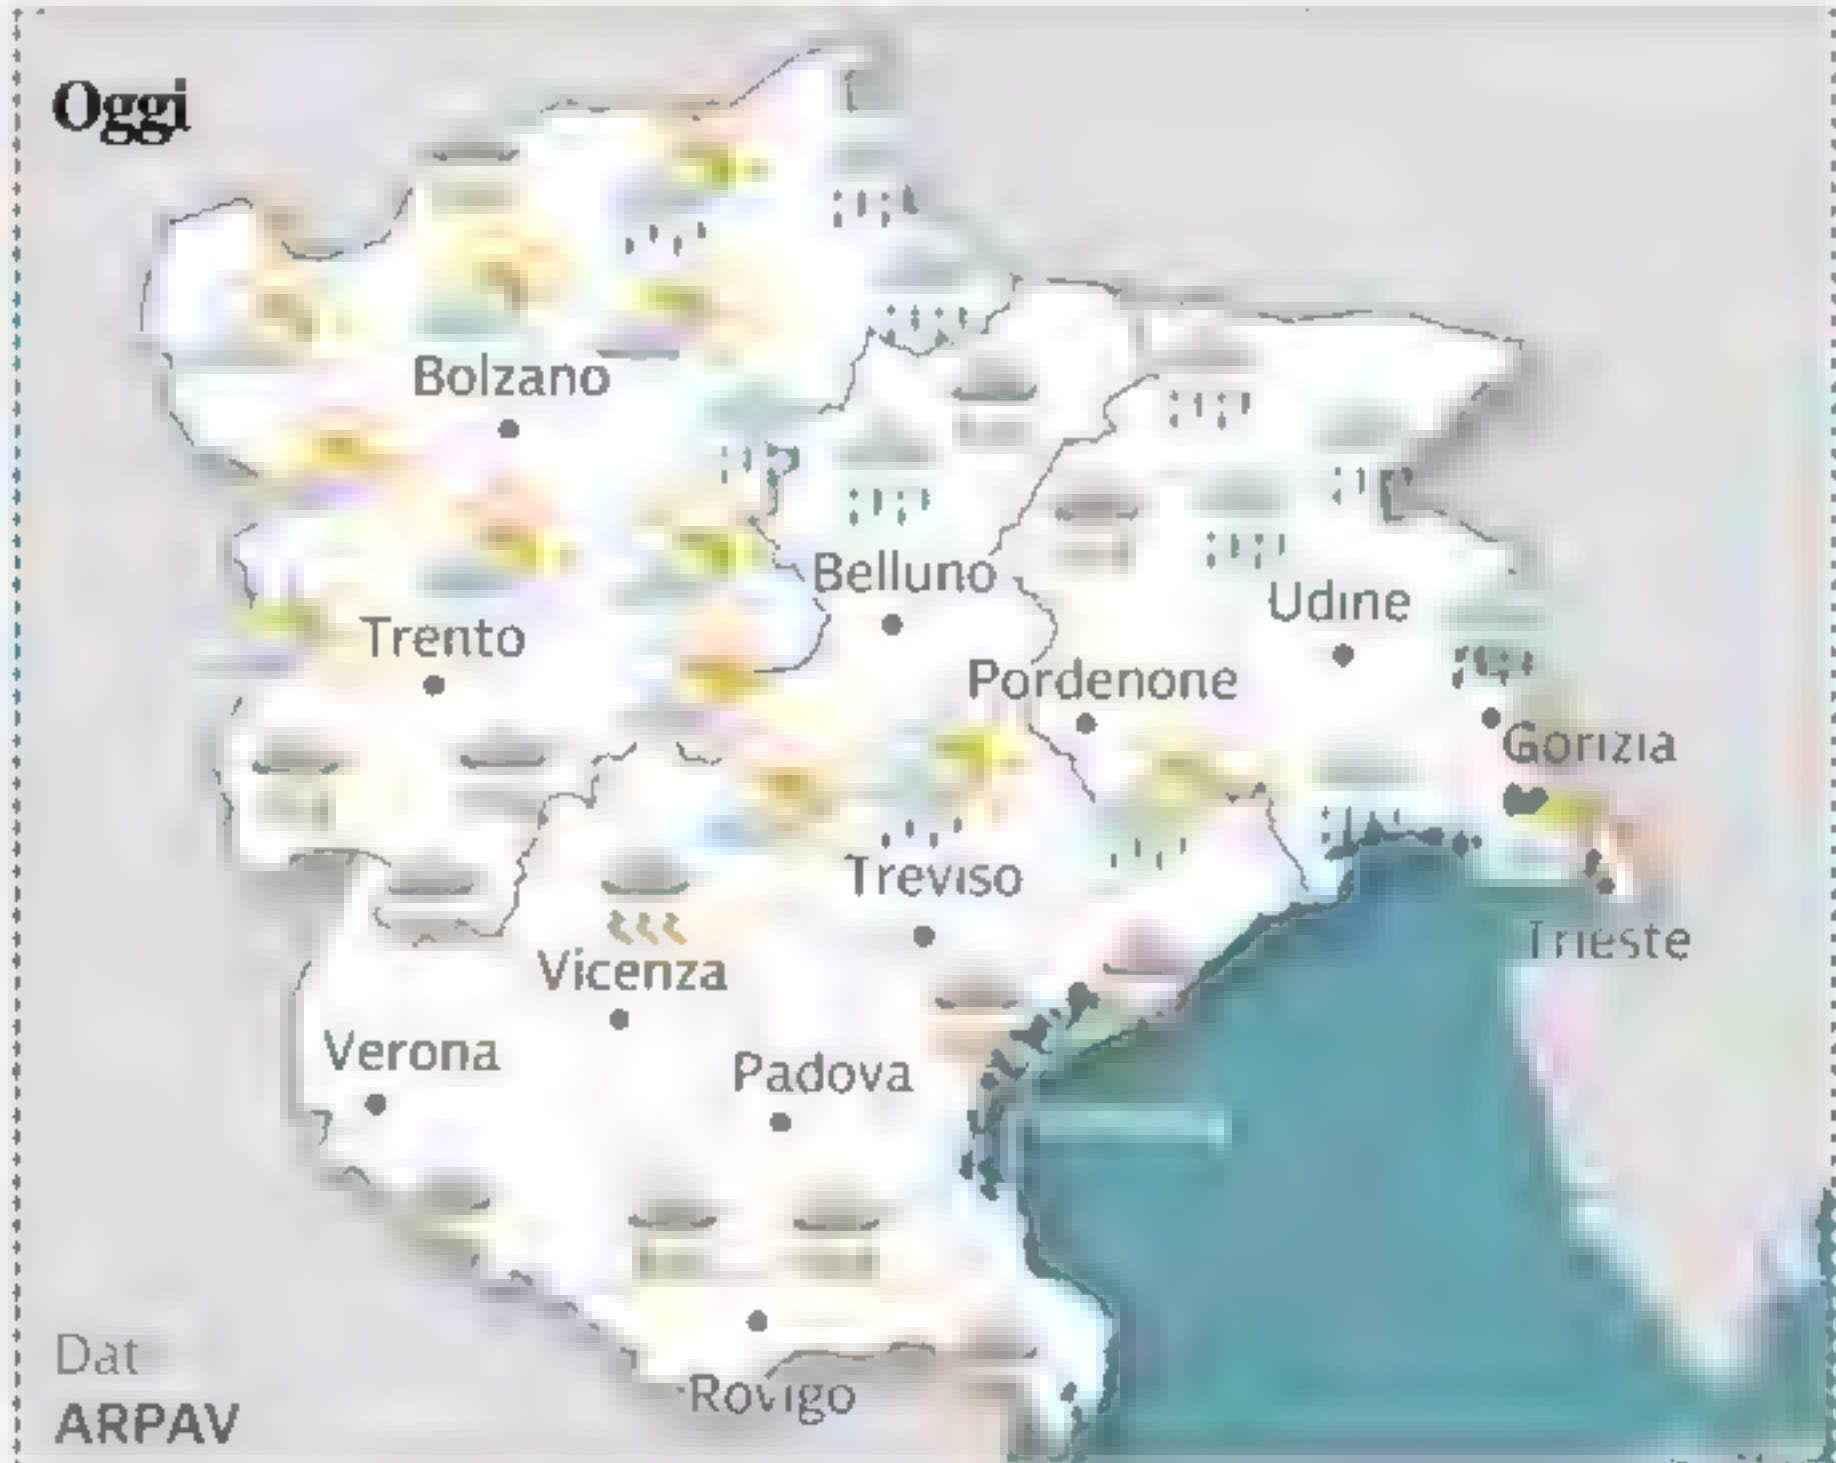 Oggi
Bolzano
Trento
Belluno
Udine
Pordenone
Gorizia
Treviso
Trieste
Vicenza
Verona
Padova
Rovigo
Dat
ARPAV